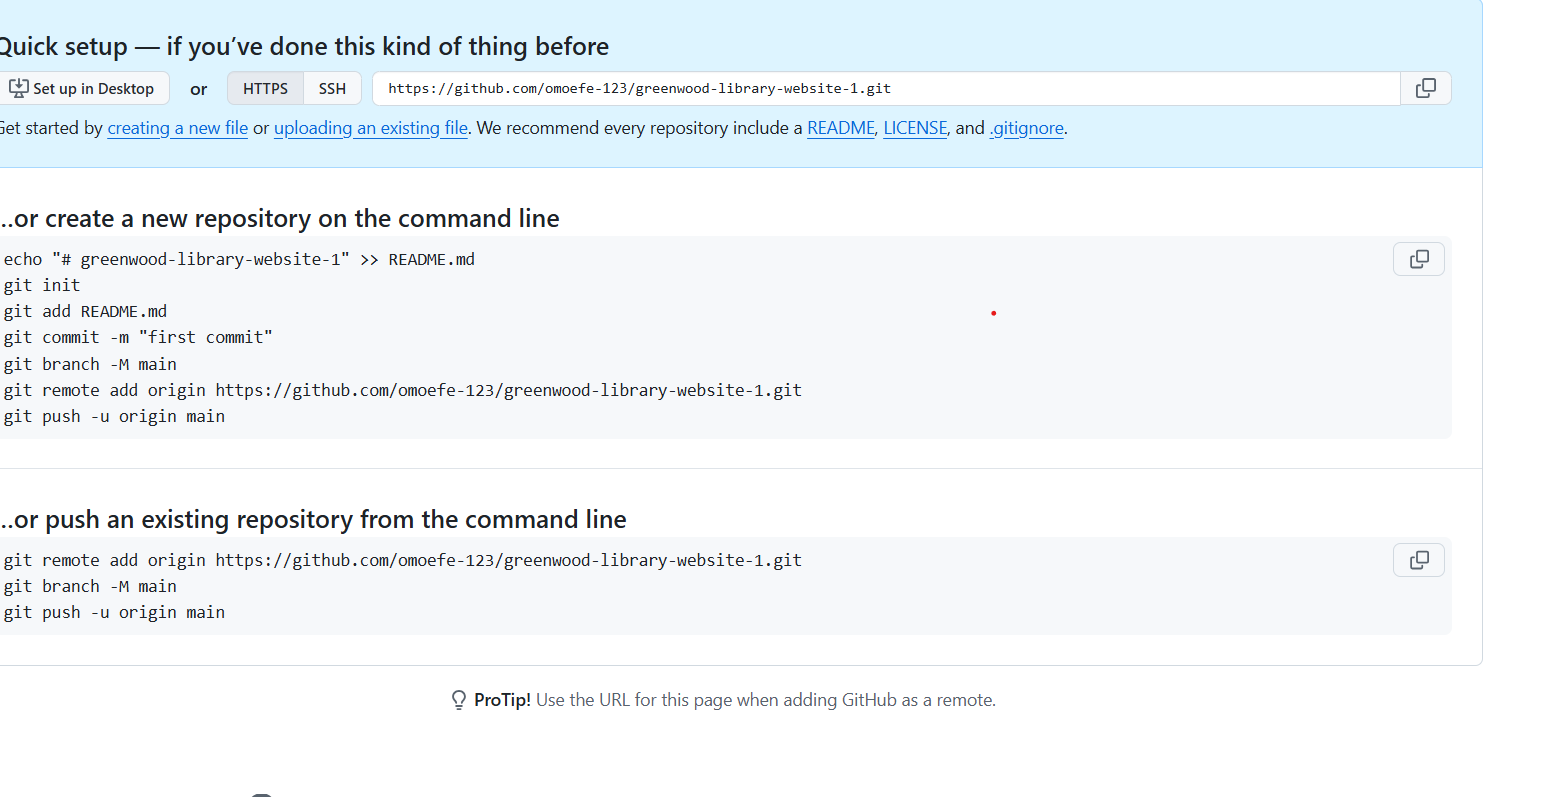 Quick setup — if you’ve done this kind of thing before
Set up in Desktop or HTTPS SSH https://github.com/omoefe-123/greenwood-library-website-1.git
Get started by creating a new file or uploading an existing file. We recommend every repository include a README, LICENSE, and .gitignore.
...or create a new repository on the command line
echo "# greenwood-library-website-1" >> README.md
git init
git add README.md
git commit -m "first commit"
git branch -M main
git remote add origin https://github.com/omoefe-123/greenwood-library-website-1.git
git push -u origin main
...or push an existing repository from the command line
git remote add origin https://github.com/omoefe-123/greenwood-library-website-1.git
git branch -M main
git push -u origin main
ProTip! Use the URL for this page when adding GitHub as a remote.